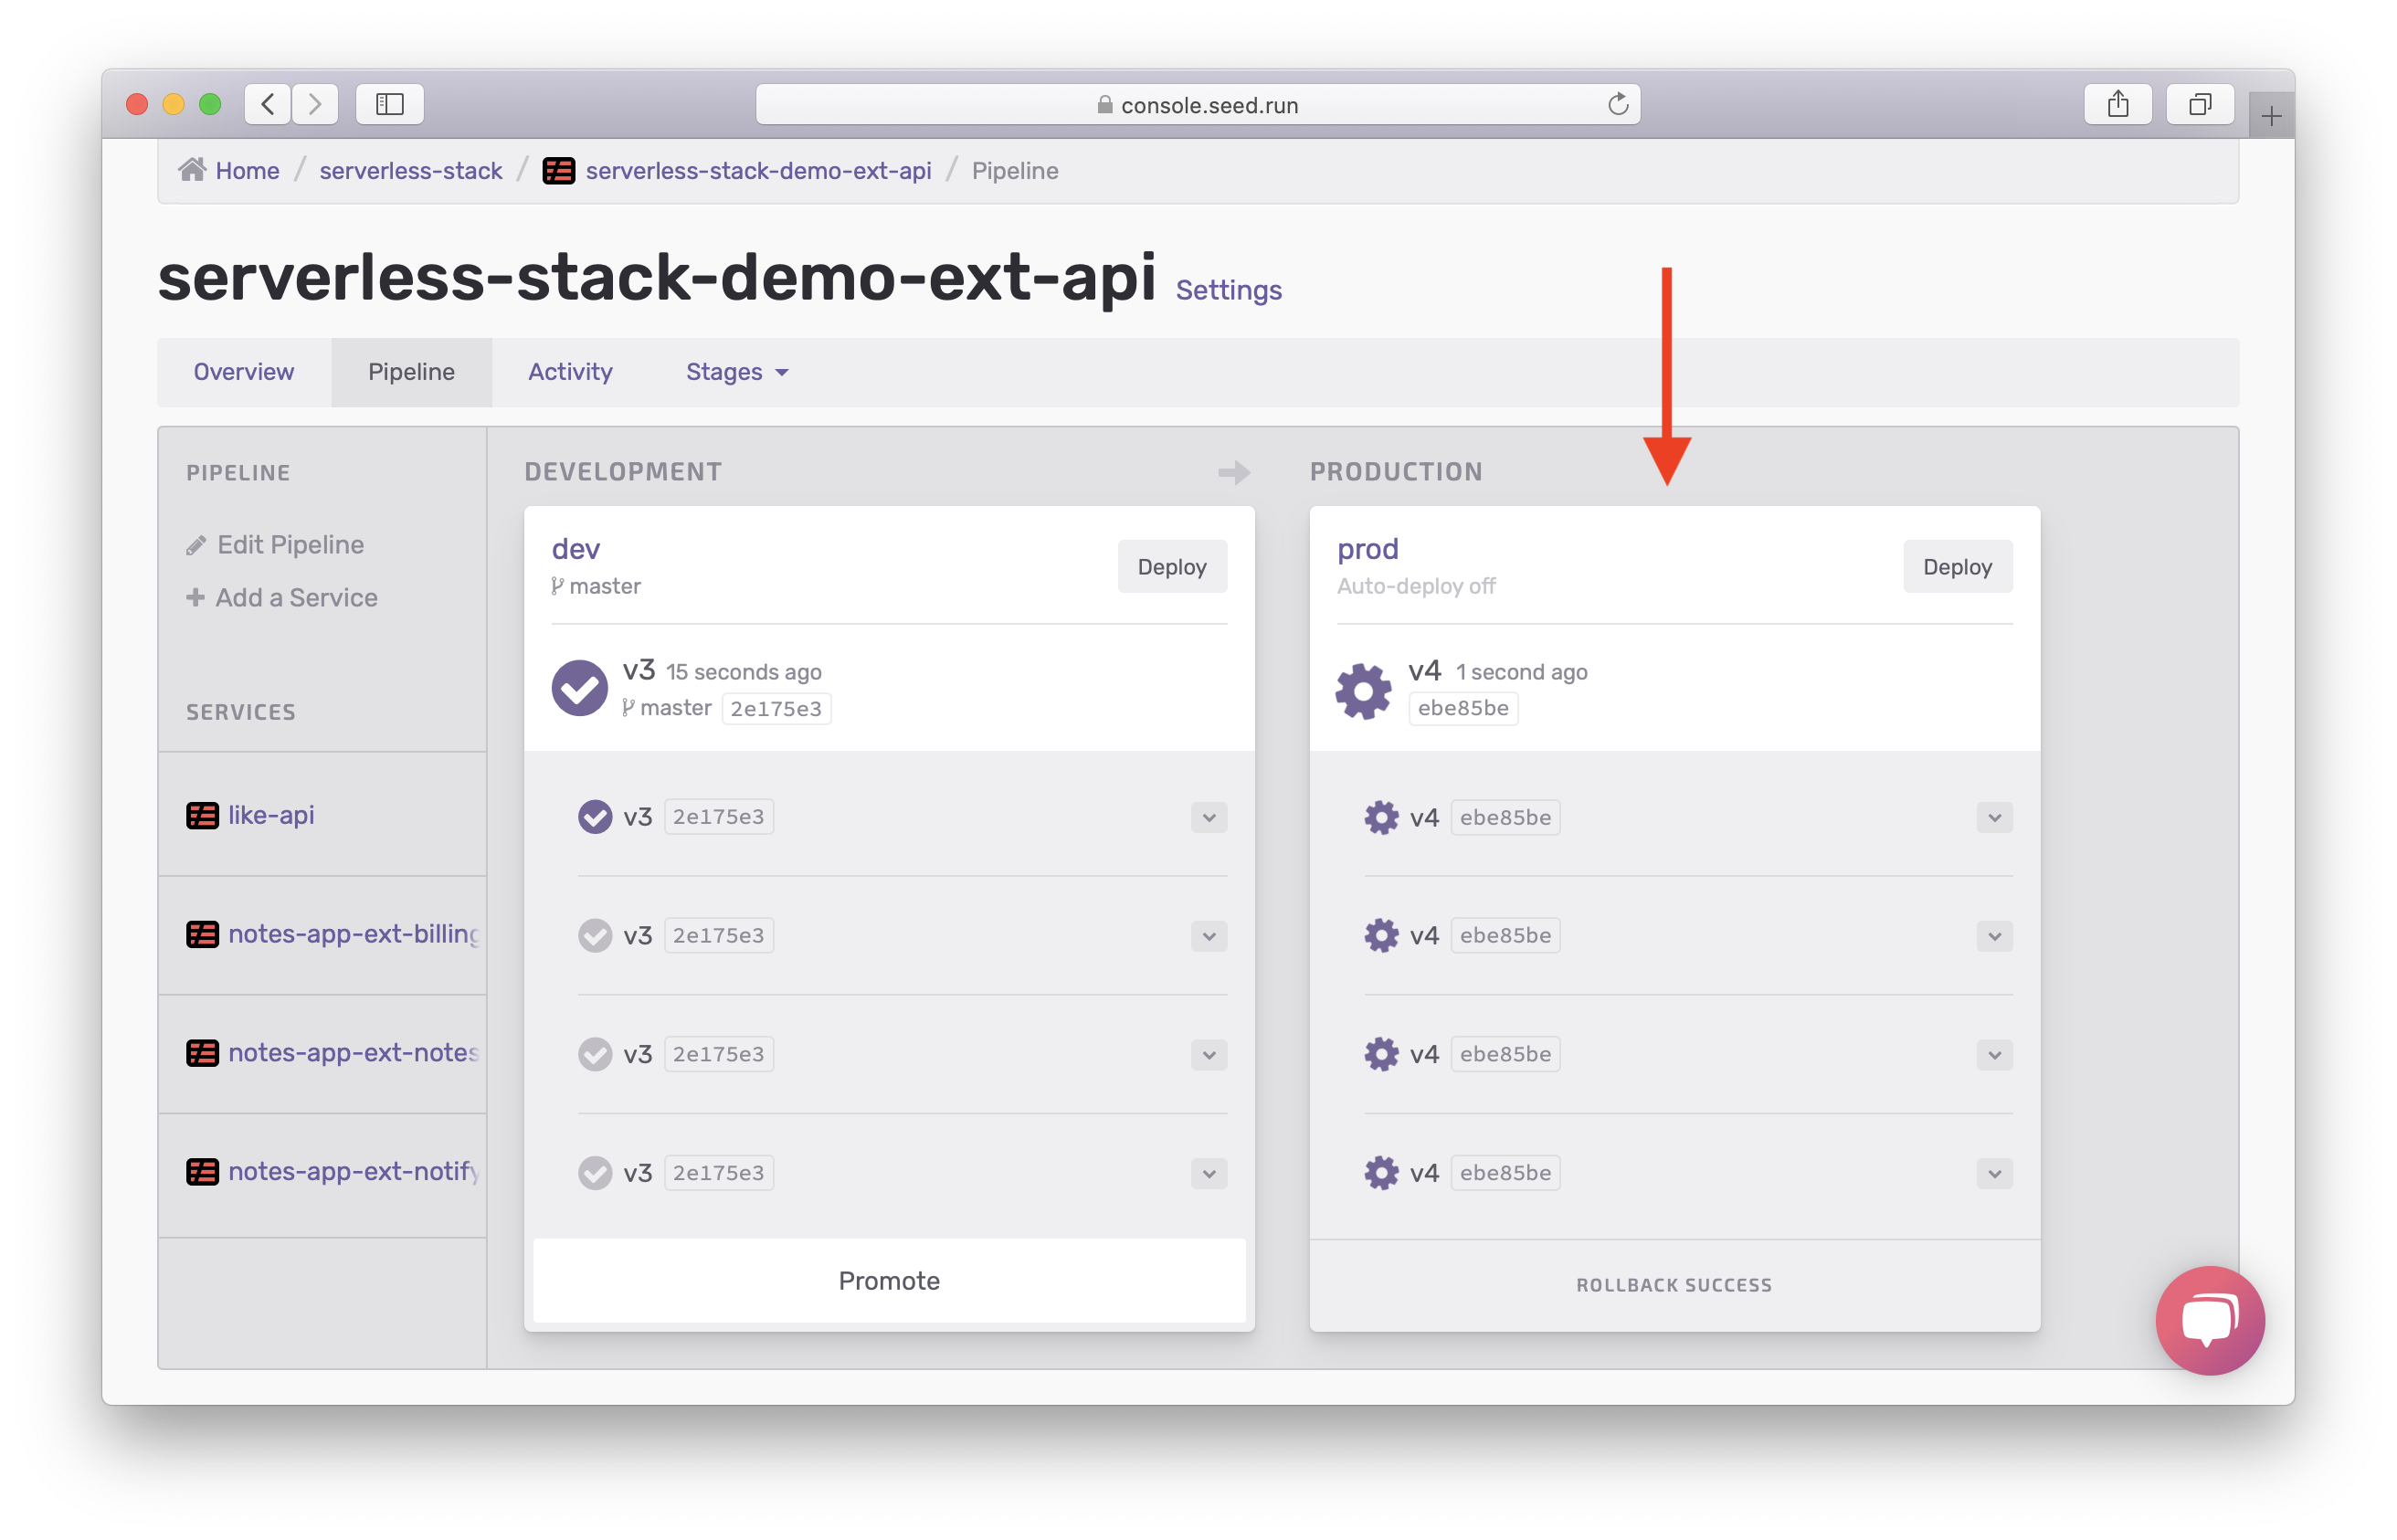 console.seed.run
Home / serverless-stack / serverless-stack-demo-ext-api / Pipeline
serverless-stack-demo-ext-api Settings
Overview Pipeline Activity Stages
PIPELINE
Edit Pipeline
Add a Service
SERVICES
like-api
notes-app-ext-billing
notes-app-ext-notes
notes-app-ext-notify
DEVELOPMENT
dev
master
Deploy
v3 15 seconds ago
master 2e175e3
v3 2e175e3
v3 2e175e3
v3 2e175e3
v3 2e175e3
Promote
PRODUCTION
prod
Auto-deploy off
Deploy
v4 1 second ago
ebe85be
v4 ebe85be
v4 ebe85be
v4 ebe85be
v4 ebe85be
ROLLBACK SUCCESS